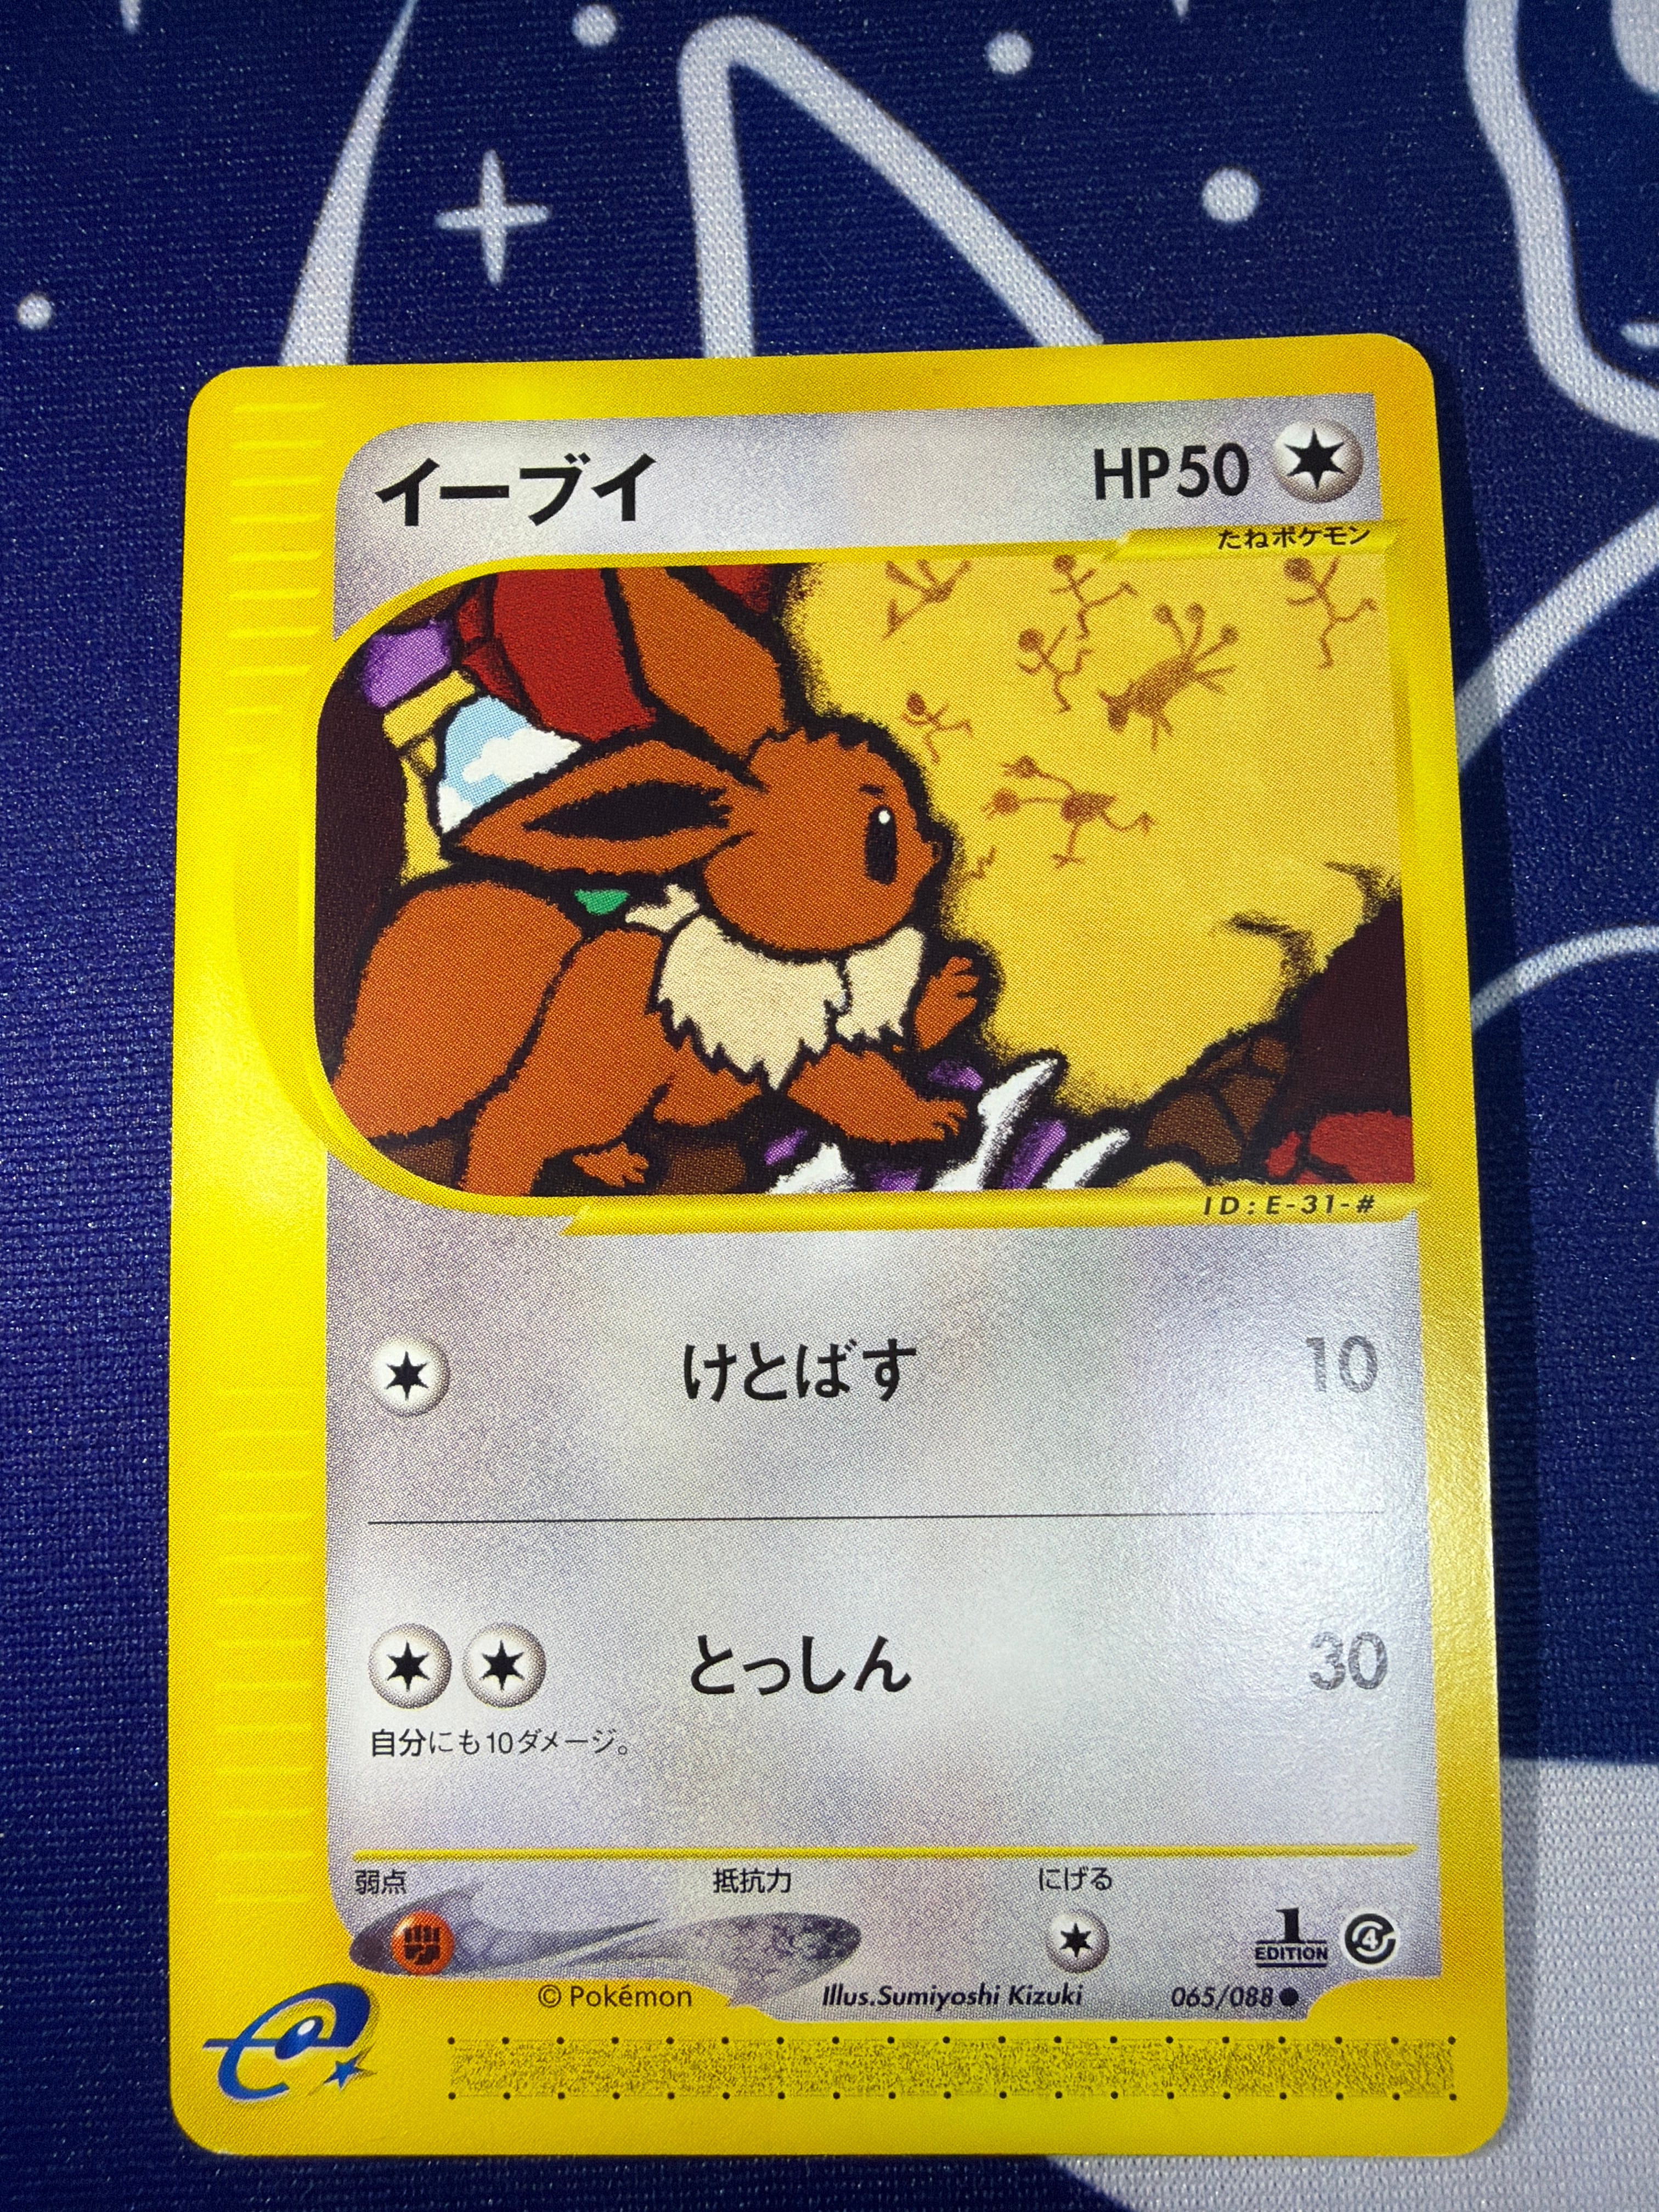 イーブイ HP50
たねポケモン
ID:E-31-#
けとばす 10
とっしん 30
自分にも10ダメージ。
弱点 抵抗力 にげる
1
EDITION
4
© Pokémon Illus.Sumiyoshi Kizuki 065/088●
e